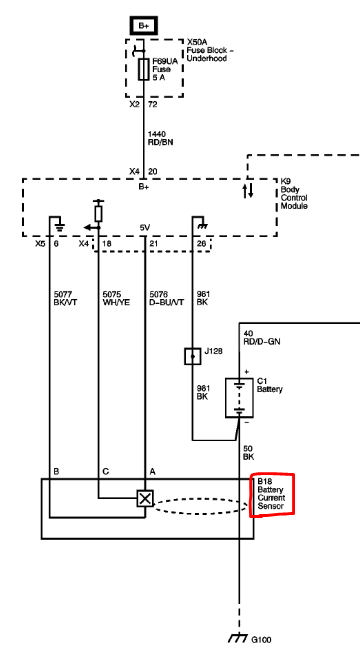 B+
X50A
Fuse Block –
Underhood
F69UA
Fuse
5 A
X2 72
1440
RD/BN
X4 20
B+
K9
Body
Control
Module
5V
X5 6 X4 18 21 26
5077
BK/VT
5075
WH/YE
5076
D-BU/VT
961
BK
J128
961
BK
40
RD/D-GN
+
C1
Battery
–
50
BK
B C A
B18
Battery
Current
Sensor
G100